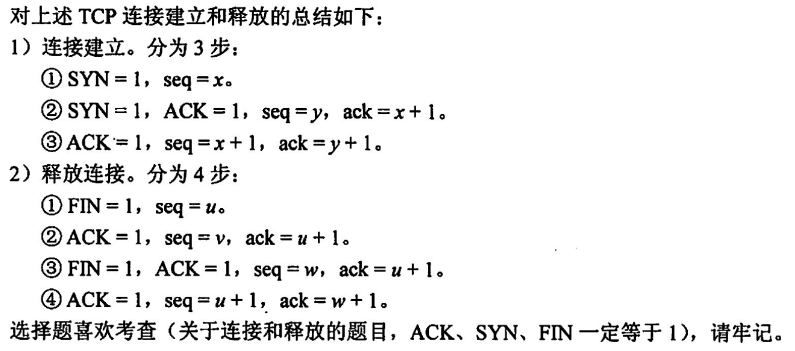 对上述 TCP 连接建立和释放的总结如下：
1）连接建立。分为 3 步：
① SYN = 1，seq = x。
② SYN = 1，ACK = 1，seq = y，ack = x + 1。
③ ACK = 1，seq = x + 1，ack = y + 1。
2）释放连接。分为 4 步：
① FIN = 1，seq = u。
② ACK = 1，seq = v，ack = u + 1。
③ FIN = 1，ACK = 1，seq = w，ack = u + 1。
④ ACK = 1，seq = u + 1，ack = w + 1。
选择题喜欢考查（关于连接和释放的题目，ACK、SYN、FIN 一定等于 1），请牢记。